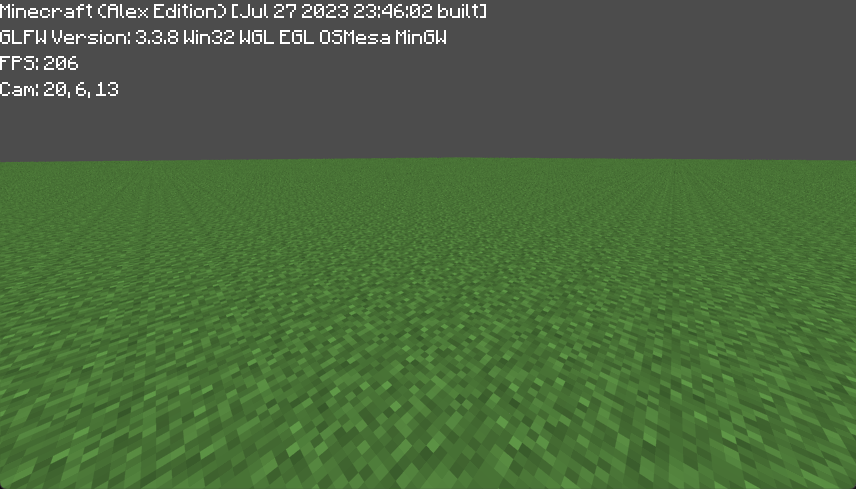 Minecraft (Alex Edition) [Jul 27 2023 23:46:02 built]
GLFW Version: 3.3.8 Win32 WGL EGL OSMesa MinGW
FPS: 206
Cam: 20, 6, 13